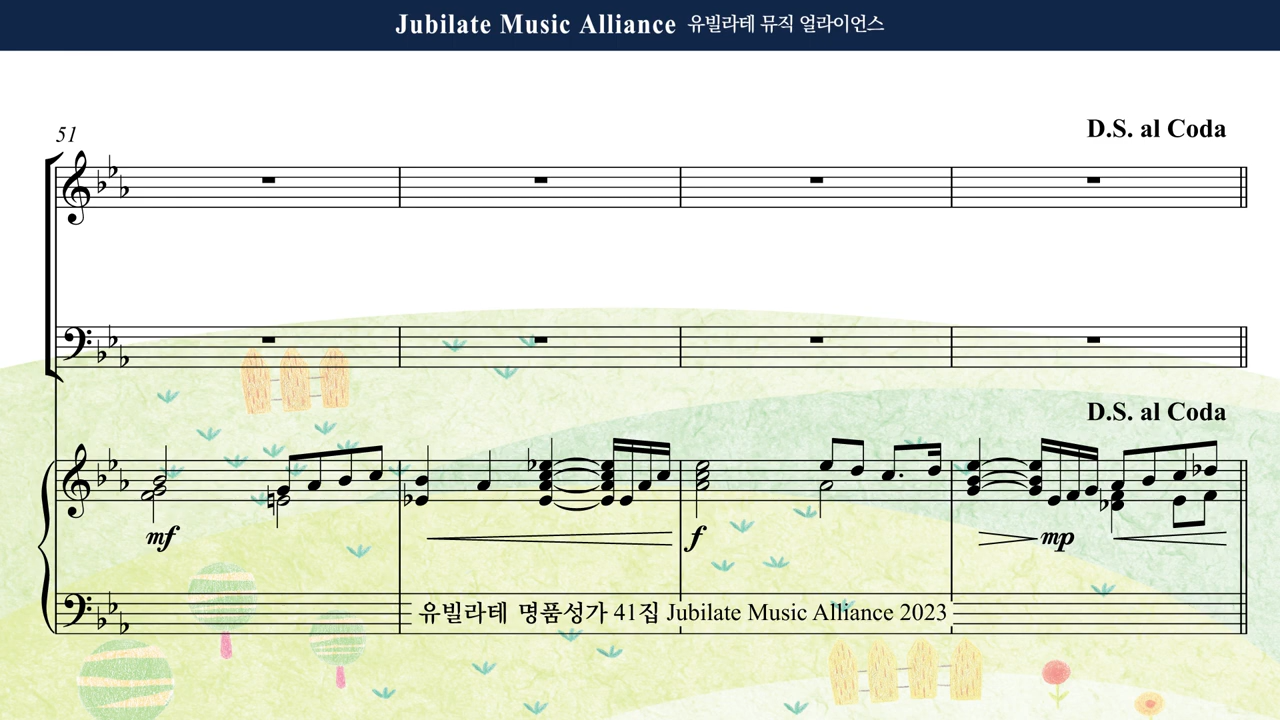 Jubilate Music Alliance 유빌라테 뮤직 얼라이언스
51
D.S. al Coda
D.S. al Coda
mf
f
mp
유빌라테 명품성가 41집 Jubilate Music Alliance 2023